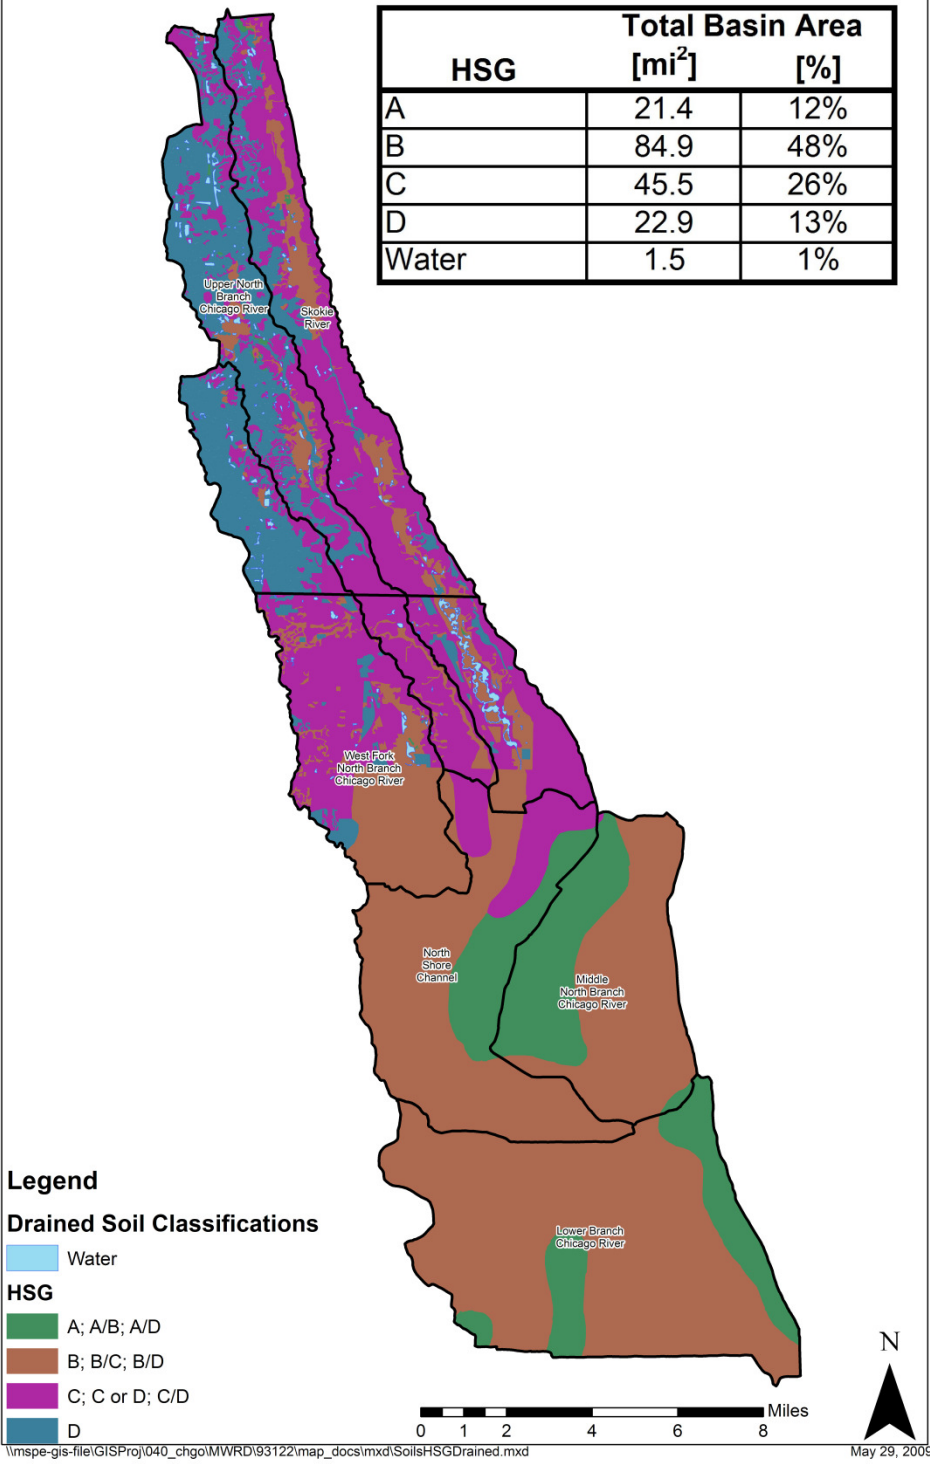 Total Basin Area
HSG [mi²] [%]
A 21.4 12%
B 84.9 48%
C 45.5 26%
D 22.9 13%
Water 1.5 1%
Upper North
Branch
Chicago River
Skokie
River
West Fork
North Branch
Chicago River
North
Shore
Channel
Middle
North Branch
Chicago River
Lower Branch
Chicago River
Legend
Drained Soil Classifications
Water
HSG
A; A/B; A/D
B; B/C; B/D
C; C or D; C/D
D
N
Miles
0 1 2 4 6 8
\\mspe-gis-file\GISProj\040_chgo\MWRD\93122\map_docs\mxd\SoilsHSGDrained.mxd
May 29, 2009